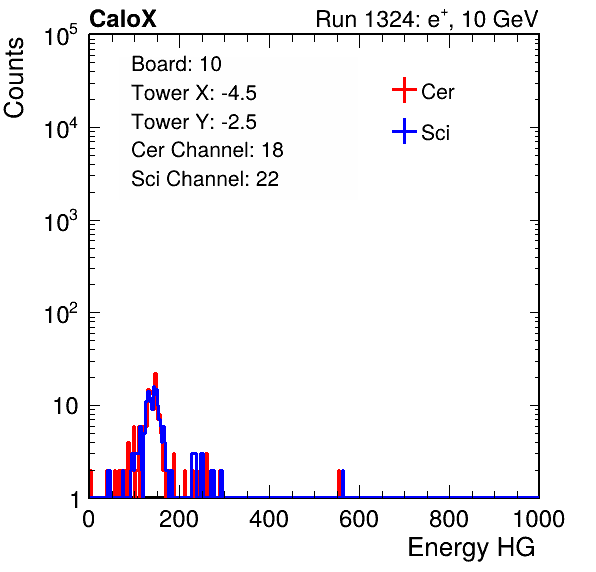 CaloX Run 1324: e⁺, 10 GeV
Counts
Board: 10
Tower X: -4.5
Tower Y: -2.5
Cer Channel: 18
Sci Channel: 22
Cer
Sci
10⁵
10⁴
10³
10²
10
1
0 200 400 600 800 1000
Energy HG